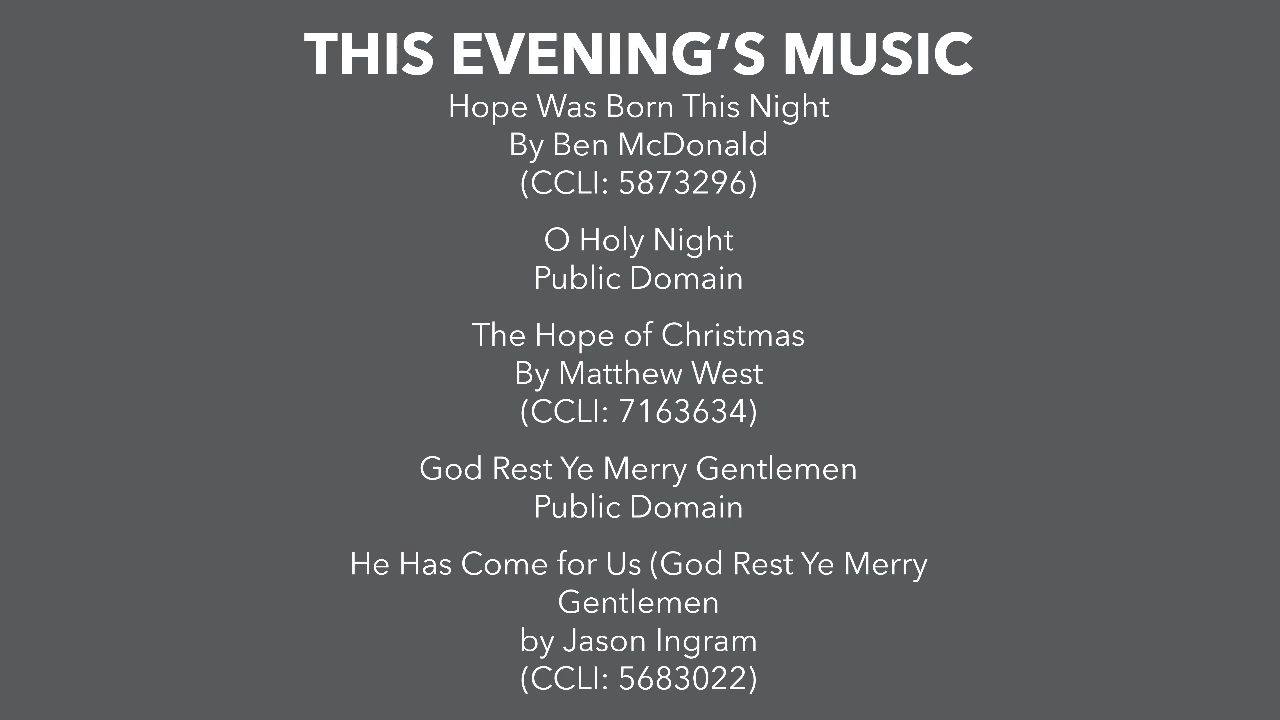 THIS EVENING’S MUSIC
Hope Was Born This Night
By Ben McDonald
(CCLI: 5873296)
O Holy Night
Public Domain
The Hope of Christmas
By Matthew West
(CCLI: 7163634)
God Rest Ye Merry Gentlemen
Public Domain
He Has Come for Us (God Rest Ye Merry
Gentlemen
by Jason Ingram
(CCLI: 5683022)